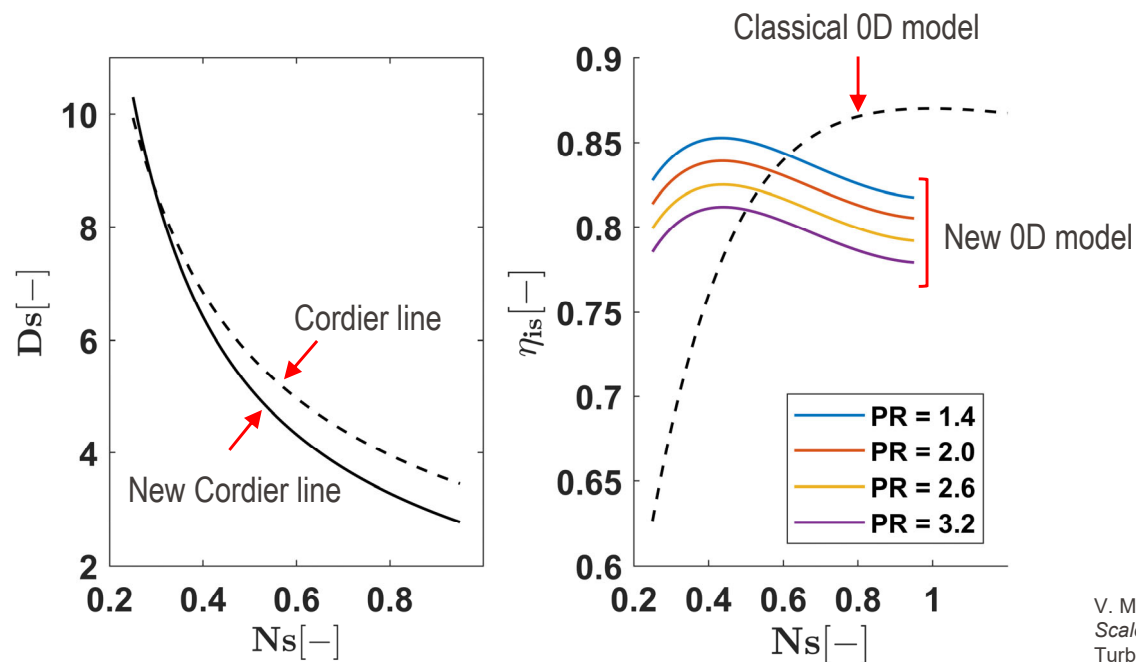 Classical 0D model
10
8
6
4
2
Ds[−]
0.2 0.4 0.6 0.8
Ns[−]
Cordier line
New Cordier line
0.9
0.85
0.8
0.75
0.7
0.65
0.6
ηis[−]
0.2 0.4 0.6 0.8 1
Ns[−]
New 0D model
PR = 1.4
PR = 2.0
PR = 2.6
PR = 3.2
V. M
Scale
Turb